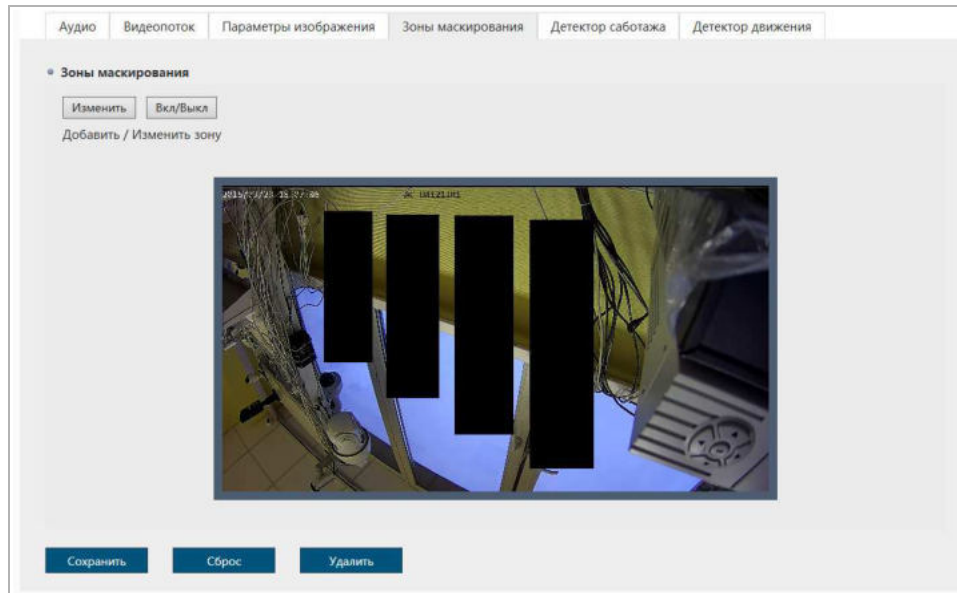 Аудио Видеопоток Параметры изображения Зоны маскирования Детектор саботажа Детектор движения
Зоны маскирования
Изменить Вкл/Выкл
Добавить / Изменить зону
Сохранить Сброс Удалить